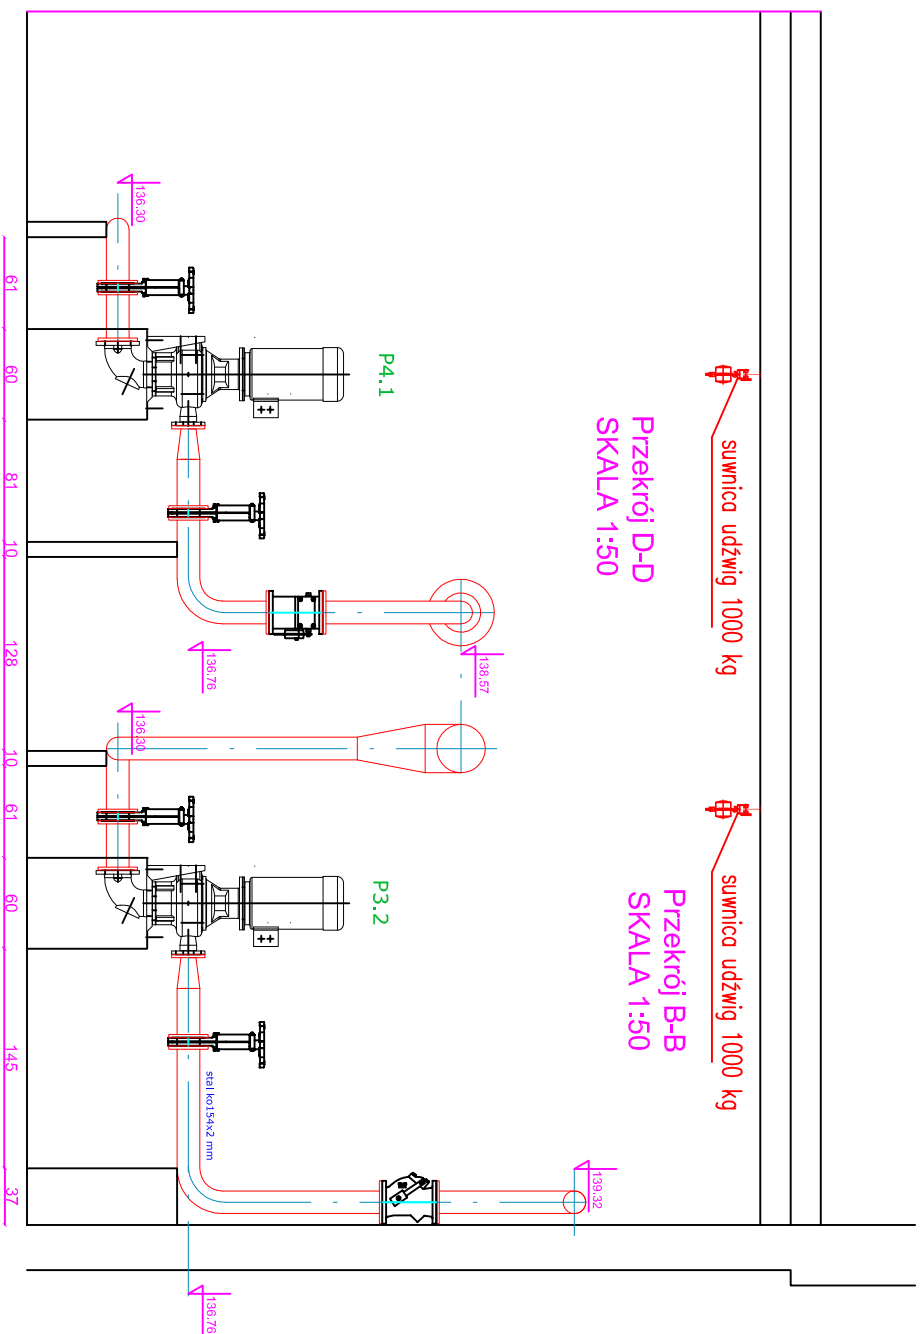 suwnica udźwig 1000 kg
suwnica udźwig 1000 kg
Przekrój D-D
SKALA 1:50
Przekrój B-B
SKALA 1:50
P4.1
P3.2
138.57
139.32
136.30
136.76
136.30
stal ko154x2 mm
136.76
61
60
81
10
128
10
61
60
145
37